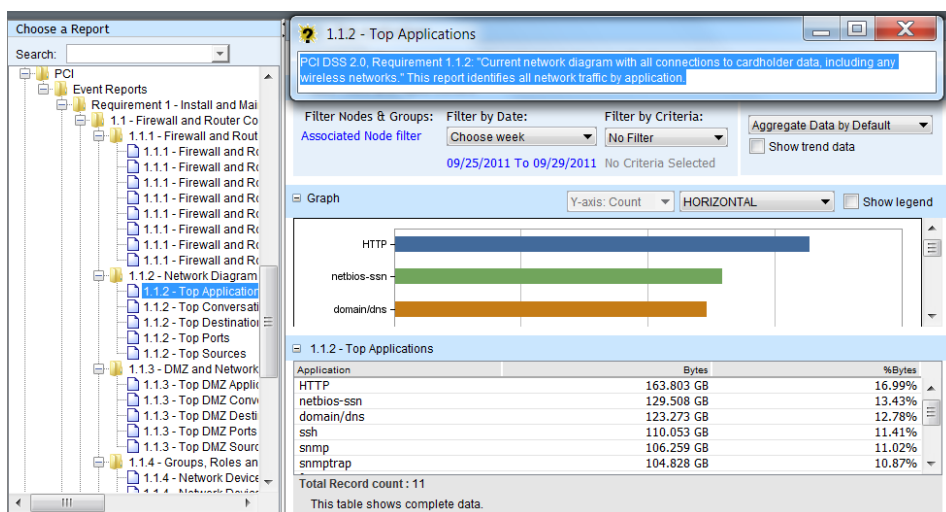 Choose a Report
Search:
PCI
Event Reports
Requirement 1 - Install and Mai
1.1 - Firewall and Router Co
1.1.1 - Firewall and Rout
1.1.1 - Firewall and Ro
1.1.1 - Firewall and Ro
1.1.1 - Firewall and Ro
1.1.1 - Firewall and Ro
1.1.1 - Firewall and Ro
1.1.1 - Firewall and Ro
1.1.1 - Firewall and Ro
1.1.1 - Firewall and Ro
1.1.2 - Network Diagram
1.1.2 - Top Application
1.1.2 - Top Conversati
1.1.2 - Top Destination
1.1.2 - Top Ports
1.1.2 - Top Sources
1.1.3 - DMZ and Network
1.1.3 - Top DMZ Applic
1.1.3 - Top DMZ Conve
1.1.3 - Top DMZ Desti
1.1.3 - Top DMZ Ports
1.1.3 - Top DMZ Sourc
1.1.4 - Groups, Roles an
1.1.4 - Network Device
1.1.4 - Network Device
1.1.2 - Top Applications
PCI DSS 2.0, Requirement 1.1.2: "Current network diagram with all connections to cardholder data, including any
wireless networks." This report identifies all network traffic by application.
Filter Nodes & Groups: Filter by Date: Filter by Criteria:
Associated Node filter Choose week No Filter
09/25/2011 To 09/29/2011 No Criteria Selected
Aggregate Data by Default
Show trend data
Graph Y-axis: Count HORIZONTAL Show legend
HTTP
netbios-ssn
domain/dns
1.1.2 - Top Applications
Application Bytes %Bytes
HTTP 163.803 GB 16.99%
netbios-ssn 129.508 GB 13.43%
domain/dns 123.273 GB 12.78%
ssh 110.053 GB 11.41%
snmp 106.259 GB 11.02%
snmptrap 104.828 GB 10.87%
Total Record count : 11
This table shows complete data.